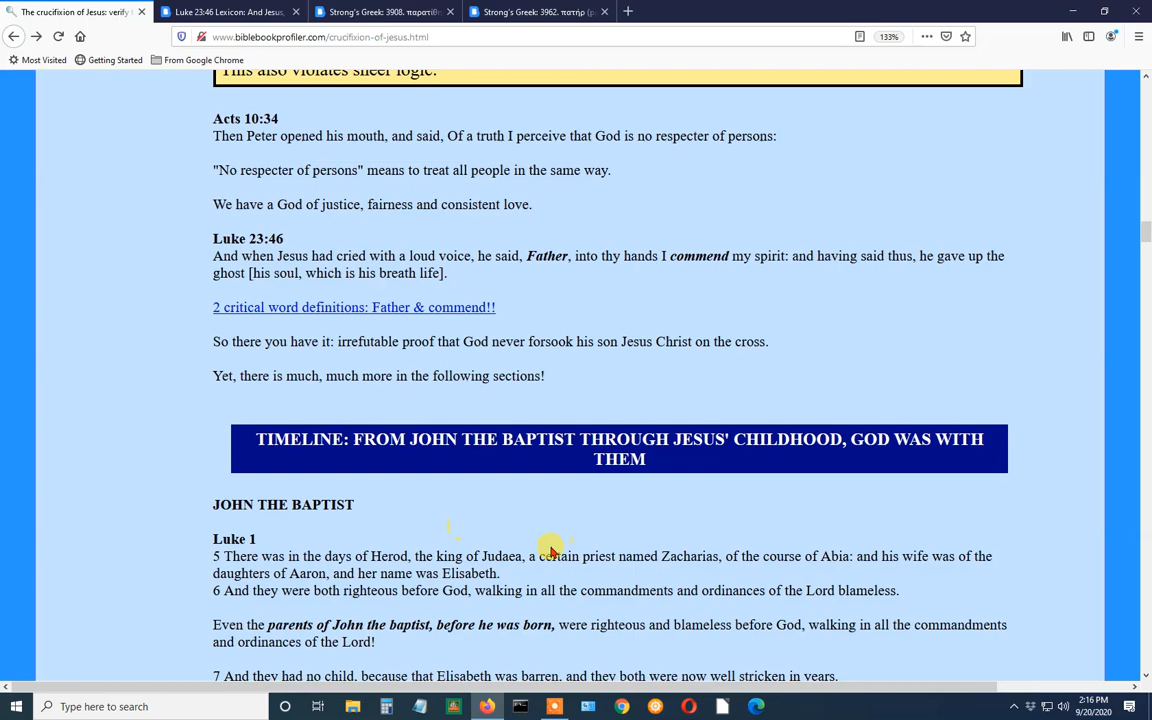 The crucifixion of Jesus: verify
Luke 23:46 Lexicon: And Jesus,
Strong's Greek: 3908. παρατίθη
Strong's Greek: 3962. πατήρ (p
www.biblebookprofiler.com/crucifixion-of-jesus.html
133%
Most Visited
Getting Started
From Google Chrome
This also violates sheer logic.
Acts 10:34
Then Peter opened his mouth, and said, Of a truth I perceive that God is no respecter of persons:
"No respecter of persons" means to treat all people in the same way.
We have a God of justice, fairness and consistent love.
Luke 23:46
And when Jesus had cried with a loud voice, he said, Father, into thy hands I commend my spirit: and having said thus, he gave up the
ghost [his soul, which is his breath life].
2 critical word definitions: Father & commend!!
So there you have it: irrefutable proof that God never forsook his son Jesus Christ on the cross.
Yet, there is much, much more in the following sections!
TIMELINE: FROM JOHN THE BAPTIST THROUGH JESUS' CHILDHOOD, GOD WAS WITH
THEM
JOHN THE BAPTIST
Luke 1
5 There was in the days of Herod, the king of Judaea, a certain priest named Zacharias, of the course of Abia: and his wife was of the
daughters of Aaron, and her name was Elisabeth.
6 And they were both righteous before God, walking in all the commandments and ordinances of the Lord blameless.
Even the parents of John the baptist, before he was born, were righteous and blameless before God, walking in all the commandments
and ordinances of the Lord!
7 And they had no child, because that Elisabeth was barren, and they both were now well stricken in years.
Type here to search
2:16 PM
9/20/2020